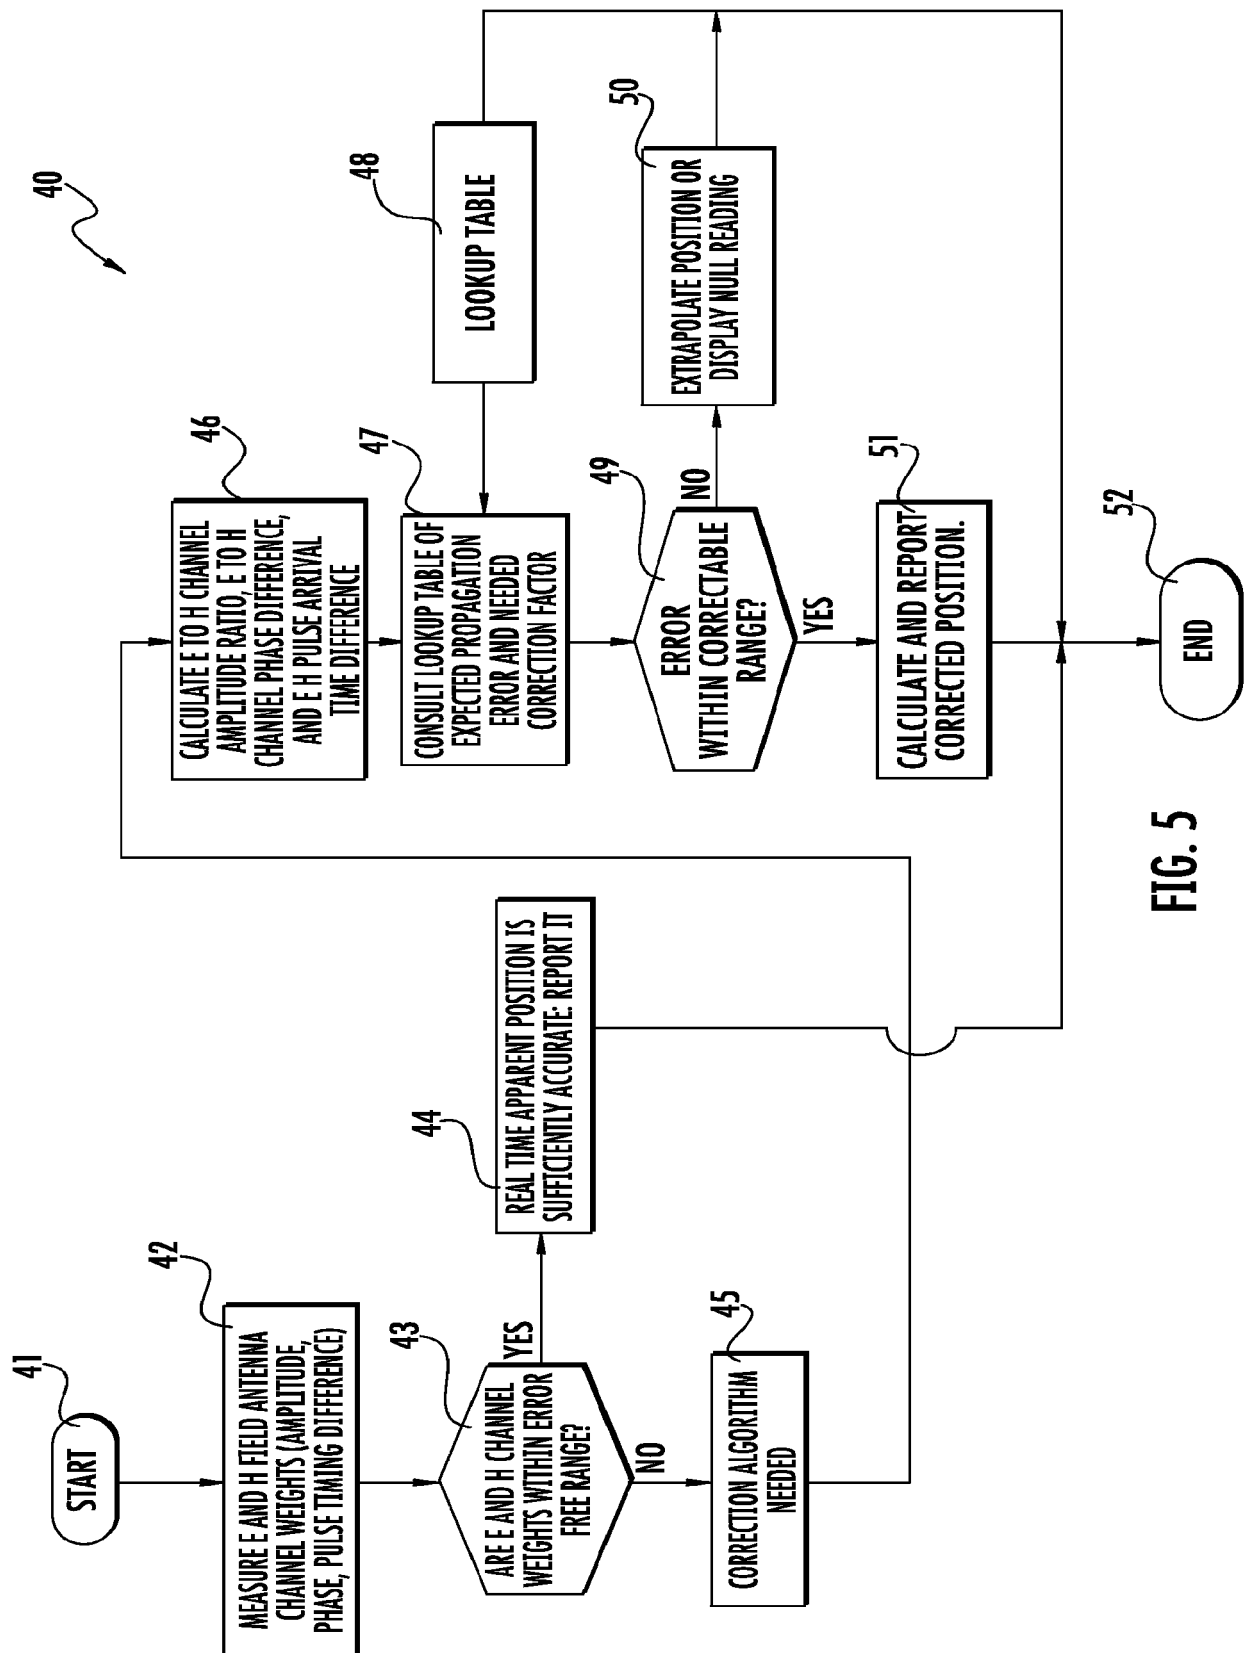 40
41
START
42
MEASURE E AND H FIELD ANTENNA
CHANNEL WEIGHTS (AMPLITUDE,
PHASE, PULSE TIMING DIFFERENCE)
43
ARE E AND H CHANNEL
WEIGHTS WITHIN ERROR
FREE RANGE?
YES
NO
44
REAL TIME APPARENT POSITION IS
SUFFICIENTLY ACCURATE: REPORT IT
45
CORRECTION ALGORITHM
NEEDED
46
CALCULATE E TO H CHANNEL
AMPLITUDE RATIO, E TO H
CHANNEL PHASE DIFFERENCE,
AND E H PULSE ARRIVAL
TIME DIFFERENCE
47
CONSULT LOOKUP TABLE OF
EXPECTED PROPAGATION
ERROR AND NEEDED
CORRECTION FACTOR
48
LOOKUP TABLE
49
ERROR
WITHIN CORRECTABLE
RANGE?
NO
YES
50
EXTRAPOLATE POSITION OR
DISPLAY NULL READING
51
CALCULATE AND REPORT
CORRECTED POSITION.
52
END
FIG. 5